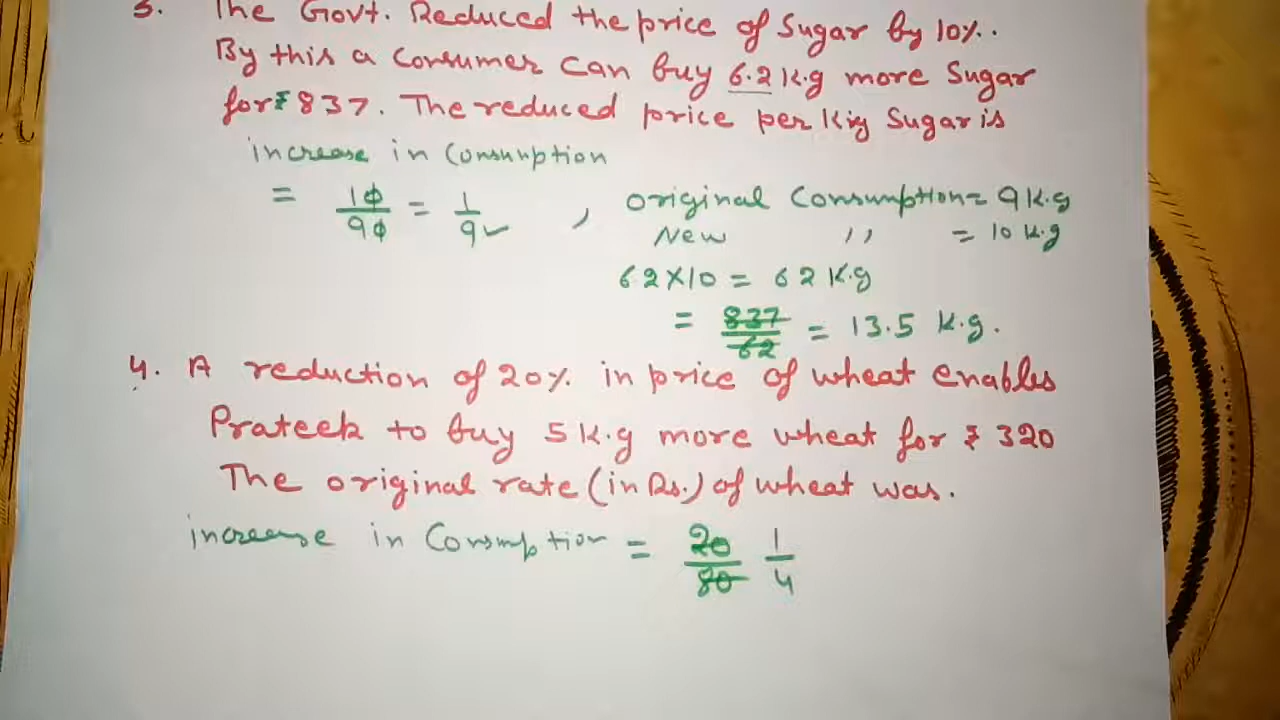 3. The Govt. Reduced the price of Sugar by 10%.
By this a Consumer can buy 6.2 K.g more Sugar
for ₹ 837. The reduced price per K.g Sugar is
increase in Consumption
= 10/90 = 1/9 , original Consumption = 9 K.g
New ,, = 10 K.g
62 × 10 = 62 K.g
= 837/62 = 13.5 K.g.
4. A reduction of 20% in price of wheat enables
Prateek to buy 5 K.g more wheat for ₹ 320
The original rate (in Rs.) of wheat was.
increase in Consmption = 20/80 1/4